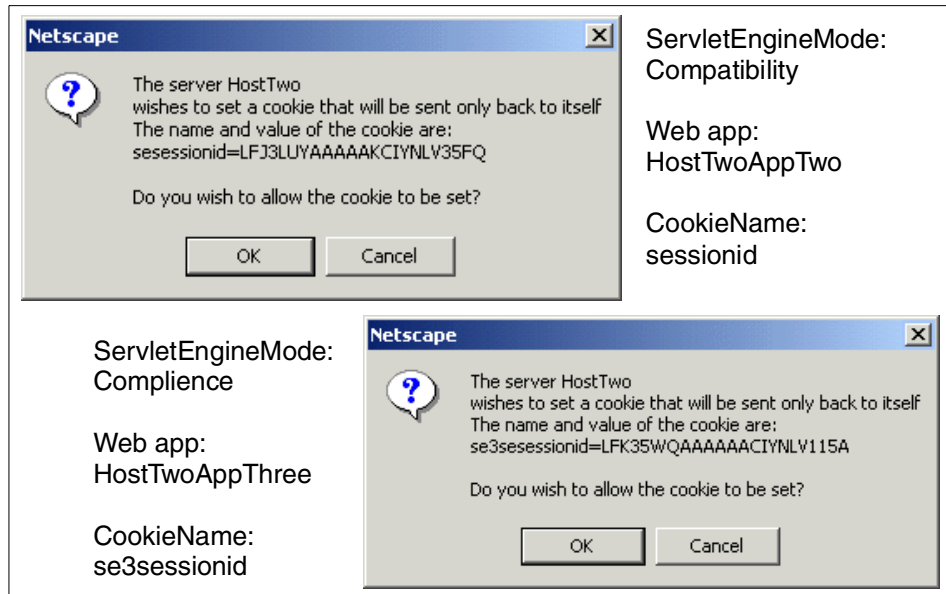 Netscape
The server HostTwo
wishes to set a cookie that will be sent only back to itself
The name and value of the cookie are:
sesessionid=LFJ3LUYAAAAAKCIYNLV35FQ
Do you wish to allow the cookie to be set?
OK
Cancel
ServletEngineMode:
Compatibility
Web app:
HostTwoAppTwo
CookieName:
sessionid
ServletEngineMode:
Complience
Web app:
HostTwoAppThree
CookieName:
se3sessionid
Netscape
The server HostTwo
wishes to set a cookie that will be sent only back to itself
The name and value of the cookie are:
se3sesessionid=LFK35WQAAAAAACIYNLV115A
Do you wish to allow the cookie to be set?
OK
Cancel